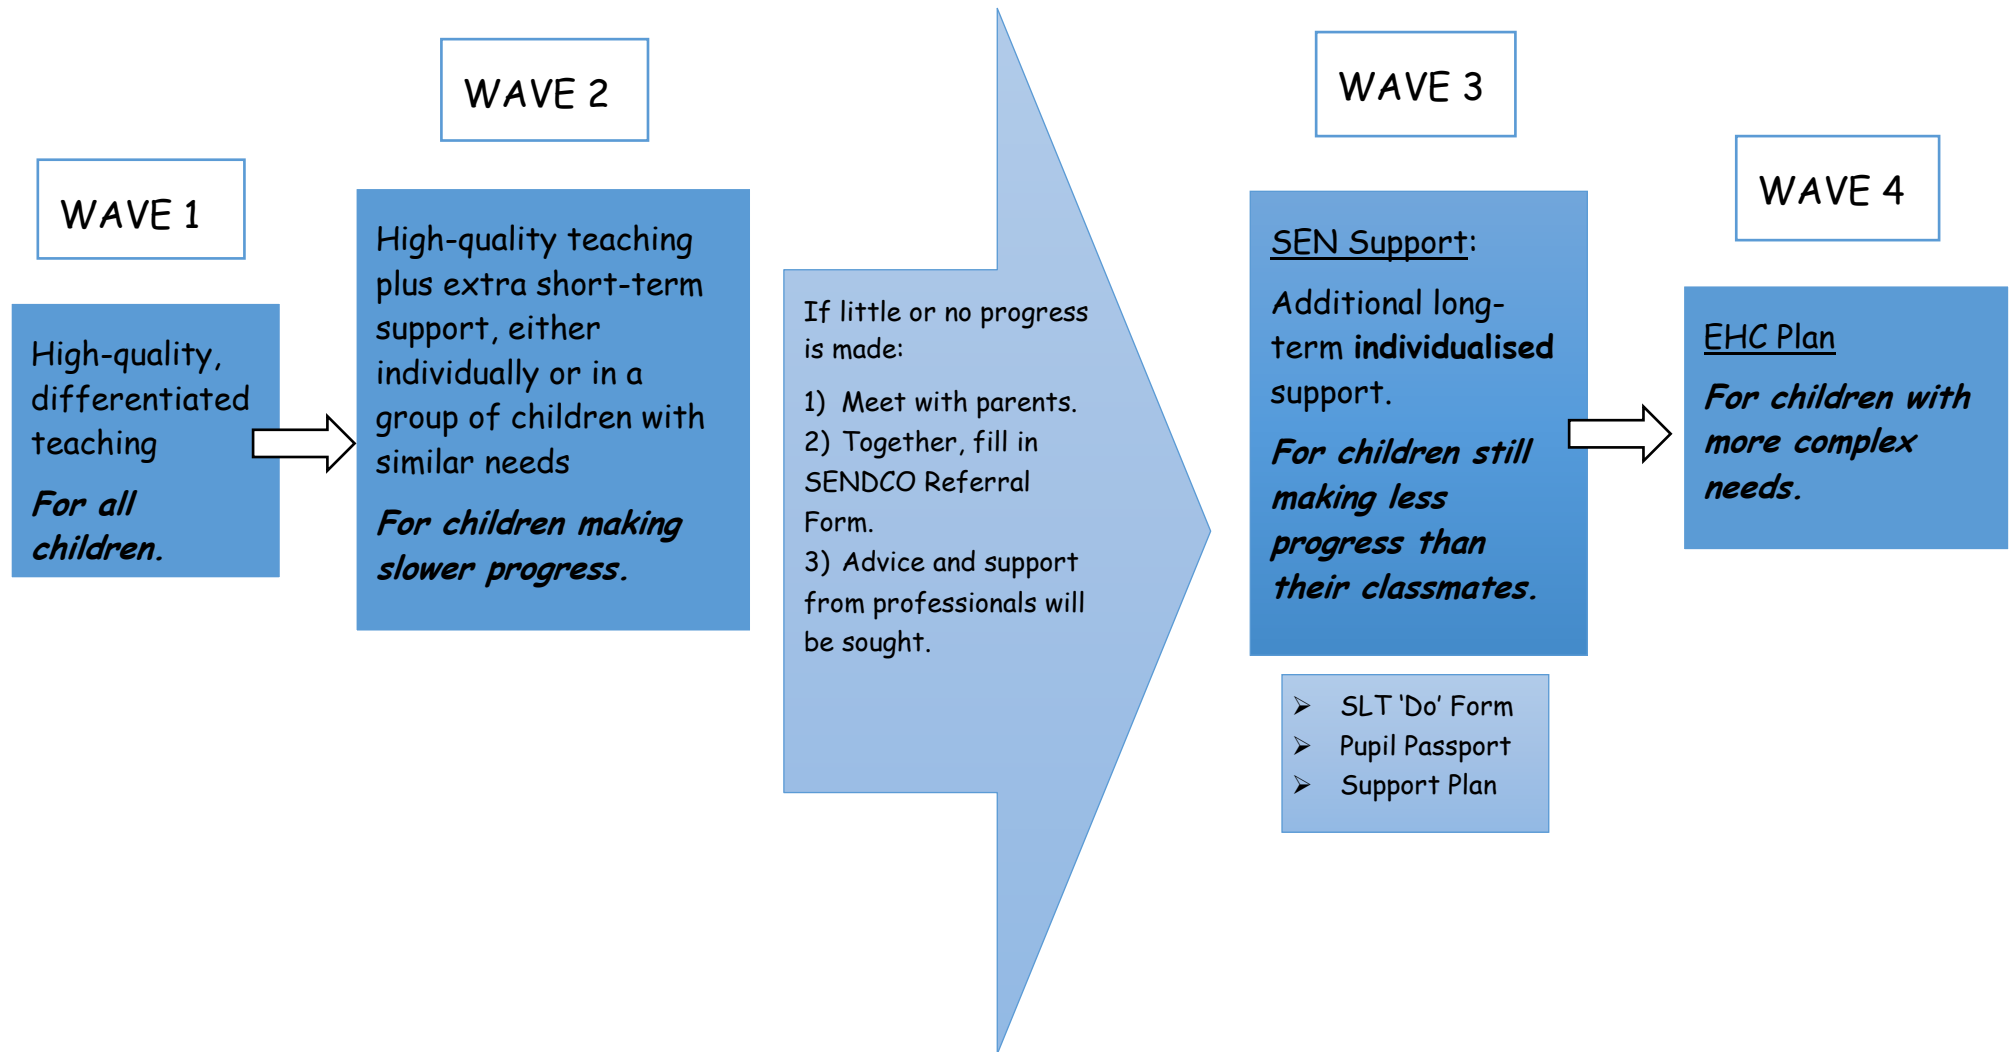 WAVE 1
High-quality,
differentiated
teaching
For all
children.
WAVE 2
High-quality teaching
plus extra short-term
support, either
individually or in a
group of children with
similar needs
For children making
slower progress.
If little or no progress
is made:
1) Meet with parents.
2) Together, fill in
SENDCO Referral
Form.
3) Advice and support
from professionals will
be sought.
WAVE 3
SEN Support:
Additional long-
term individualised
support.
For children still
making less
progress than
their classmates.
➢ SLT ‘Do’ Form
➢ Pupil Passport
➢ Support Plan
WAVE 4
EHC Plan
For children with
more complex
needs.